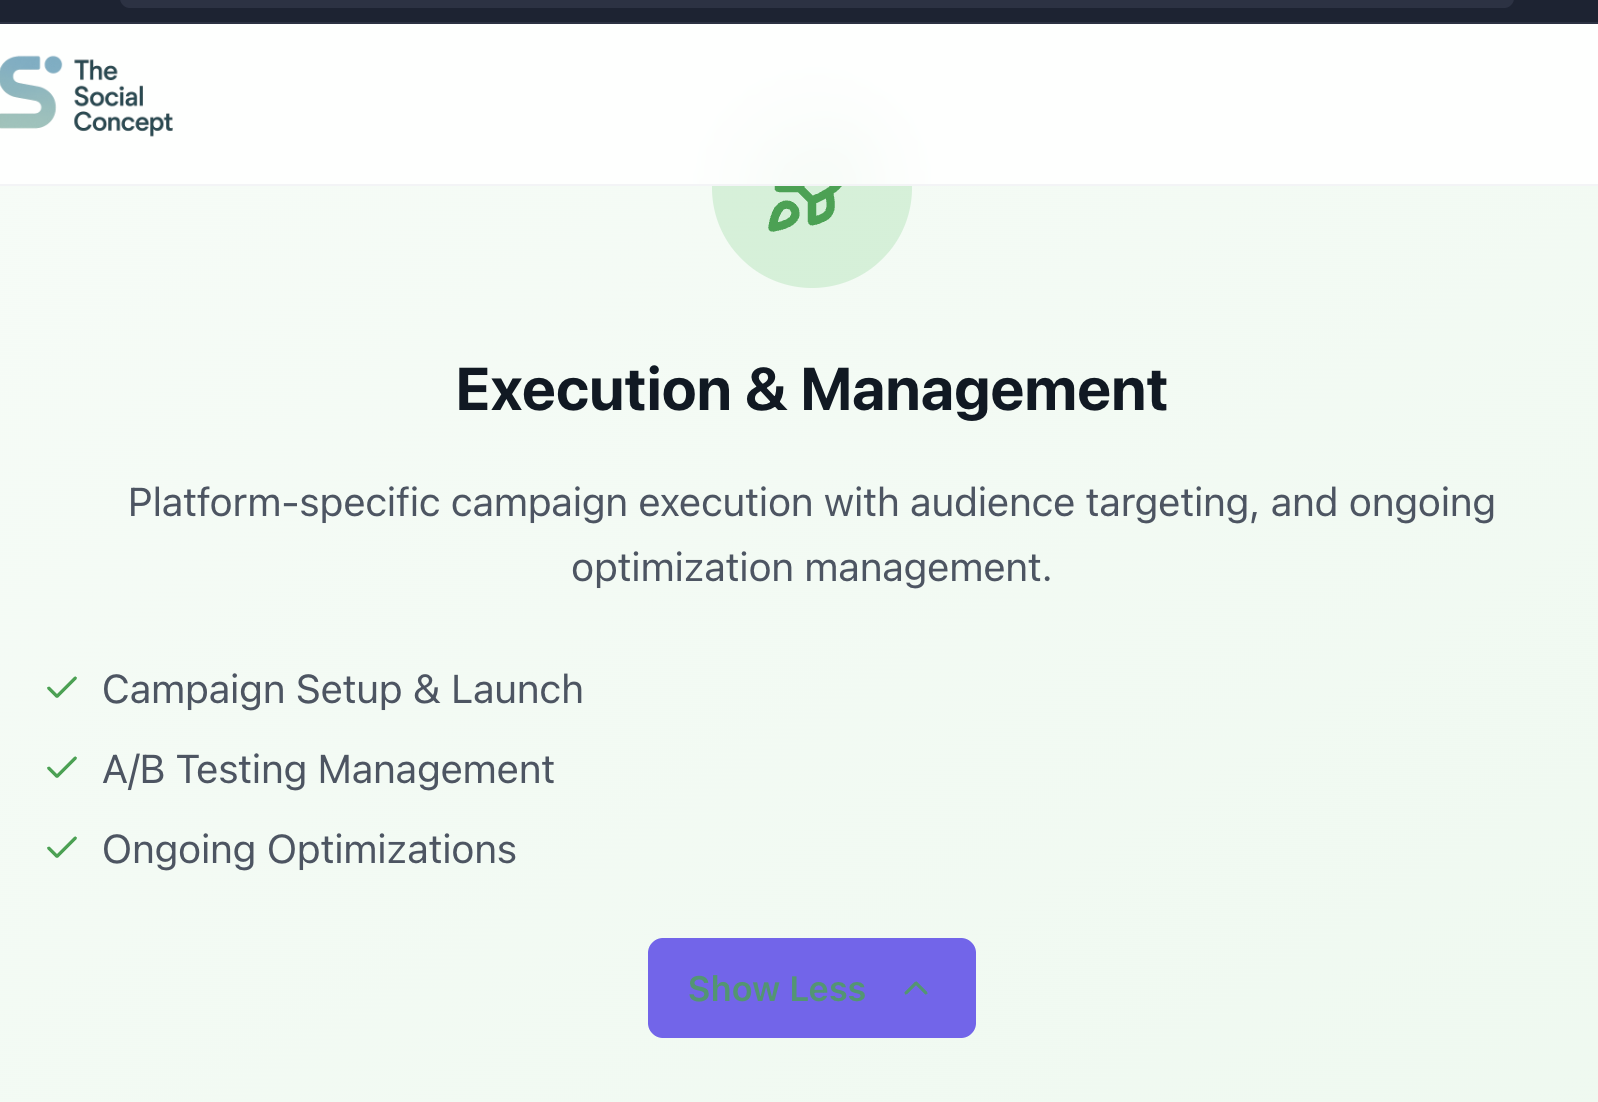 The
Social
Concept
Execution & Management
Platform-specific campaign execution with audience targeting, and ongoing
optimization management.
Campaign Setup & Launch
A/B Testing Management
Ongoing Optimizations
Show Less